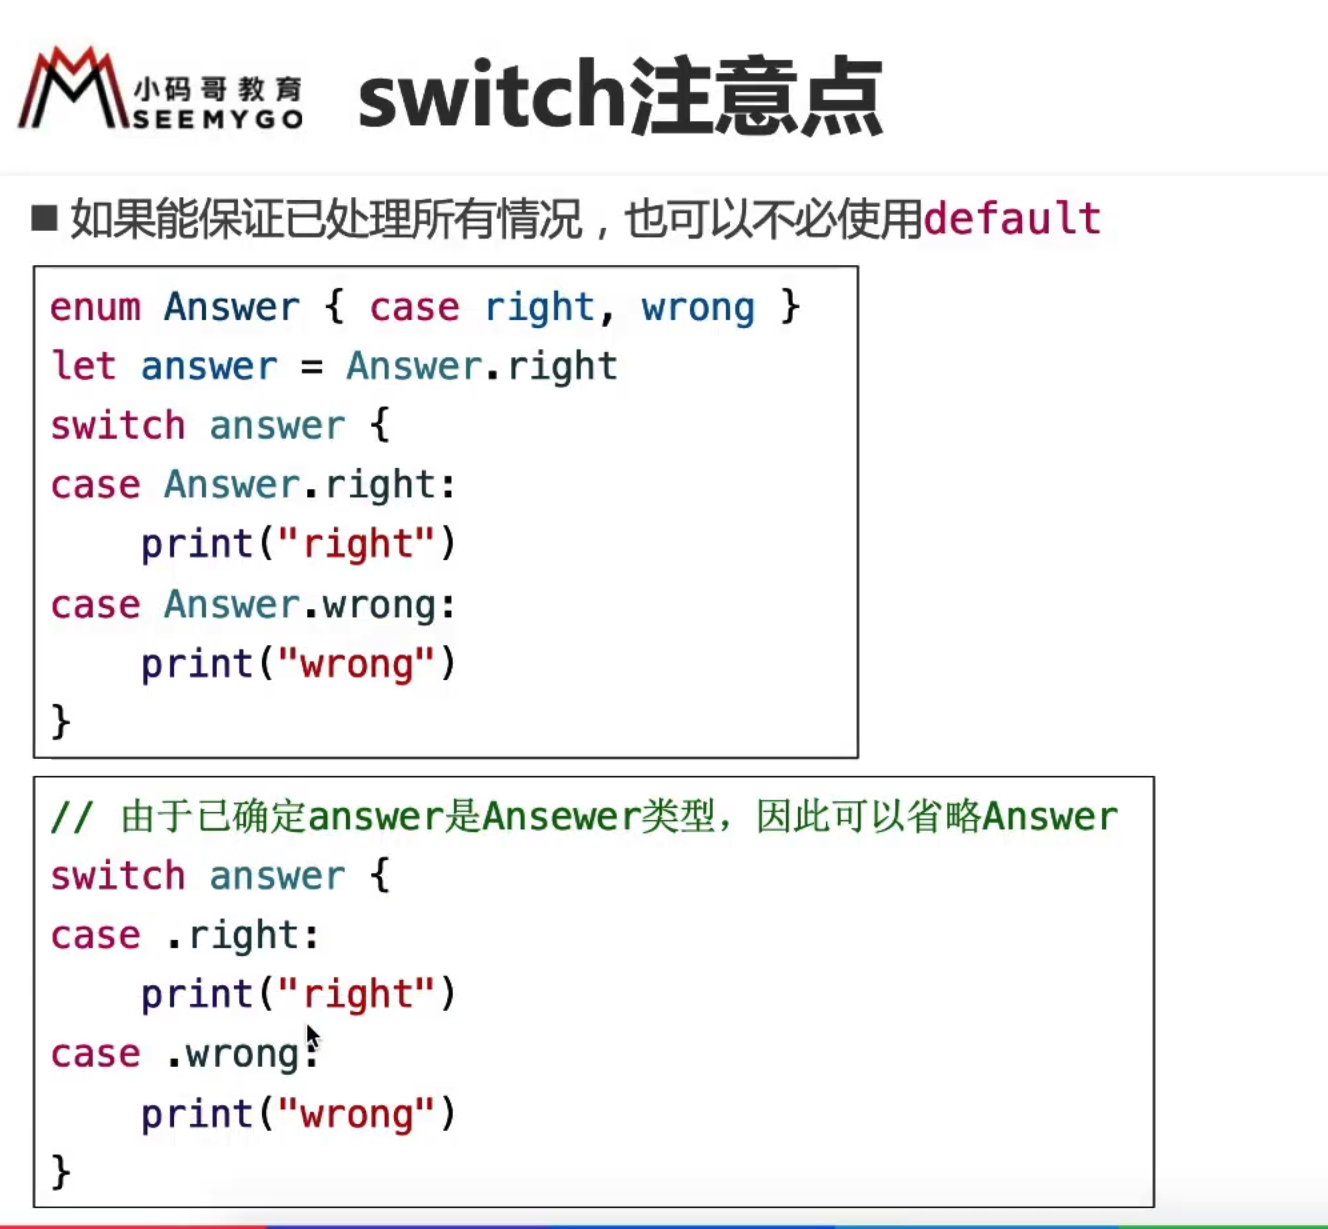 小码哥教育
SEEMYGO
switch注意点
■ 如果能保证已处理所有情况，也可以不必使用default
enum Answer { case right, wrong }
let answer = Answer.right
switch answer {
case Answer.right:
    print("right")
case Answer.wrong:
    print("wrong")
}
// 由于已确定answer是Ansewer类型，因此可以省略Answer
switch answer {
case .right:
    print("right")
case .wrong:
    print("wrong")
}